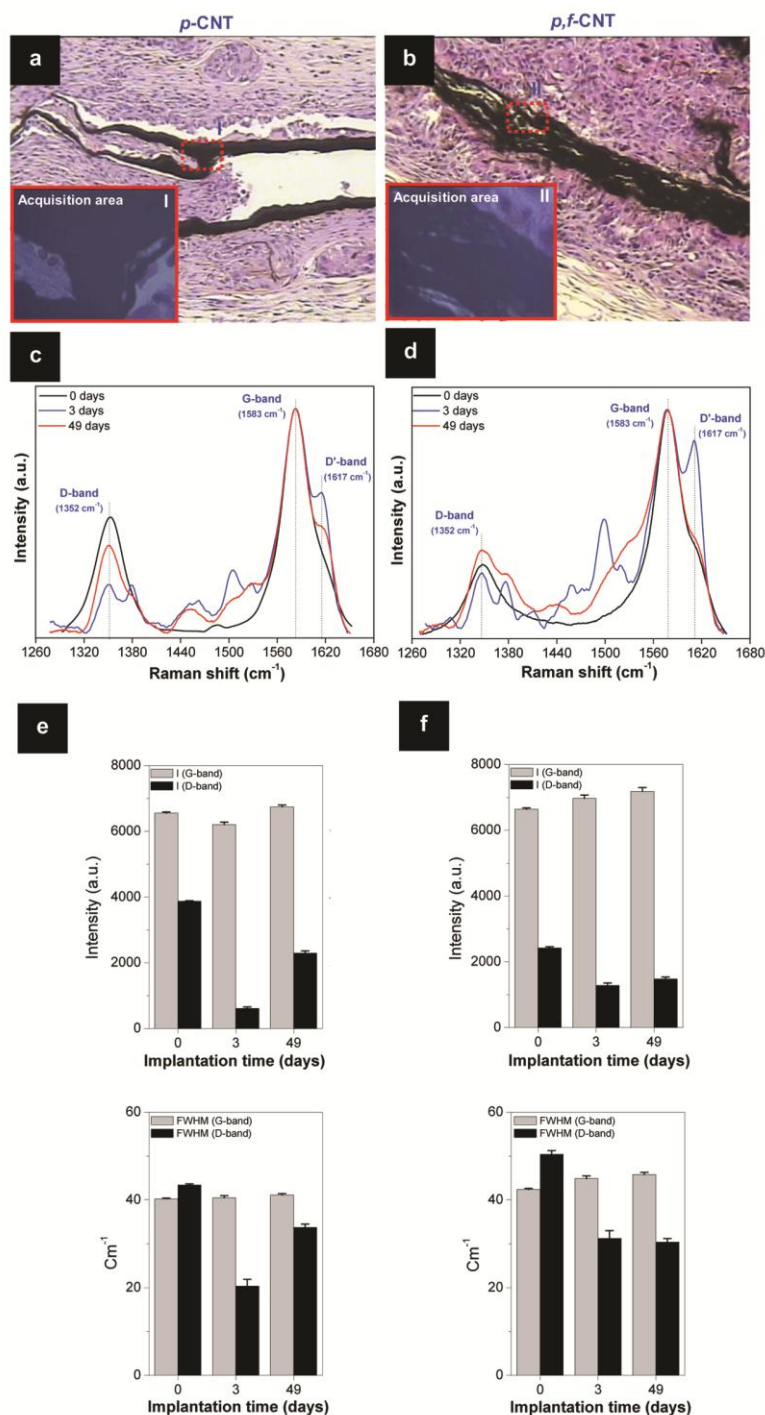 p-CNT
p,f-CNT
a
b
I
II
Acquisition area
I
Acquisition area
II
c
d
0 days
3 days
49 days
G-band
(1583 cm⁻¹)
D'-band
(1617 cm⁻¹)
D-band
(1352 cm⁻¹)
Intensity (a.u.)
1260 1320 1380 1440 1500 1560 1620 1680
Raman shift (cm⁻¹)
0 days
3 days
49 days
G-band
(1583 cm⁻¹)
D'-band
(1617 cm⁻¹)
D-band
(1352 cm⁻¹)
Intensity (a.u.)
1260 1320 1380 1440 1500 1560 1620 1680
Raman shift (cm⁻¹)
e
f
I (G-band)
I (D-band)
8000
6000
4000
2000
0
Intensity (a.u.)
0 3 49
Implantation time (days)
I (G-band)
I (D-band)
8000
6000
4000
2000
0
Intensity (a.u.)
0 3 49
Implantation time (days)
FWHM (G-band)
FWHM (D-band)
60
40
20
0
Cm⁻¹
0 3 49
Implantation time (days)
FWHM (G-band)
FWHM (D-band)
60
40
20
0
Cm⁻¹
0 3 49
Implantation time (days)